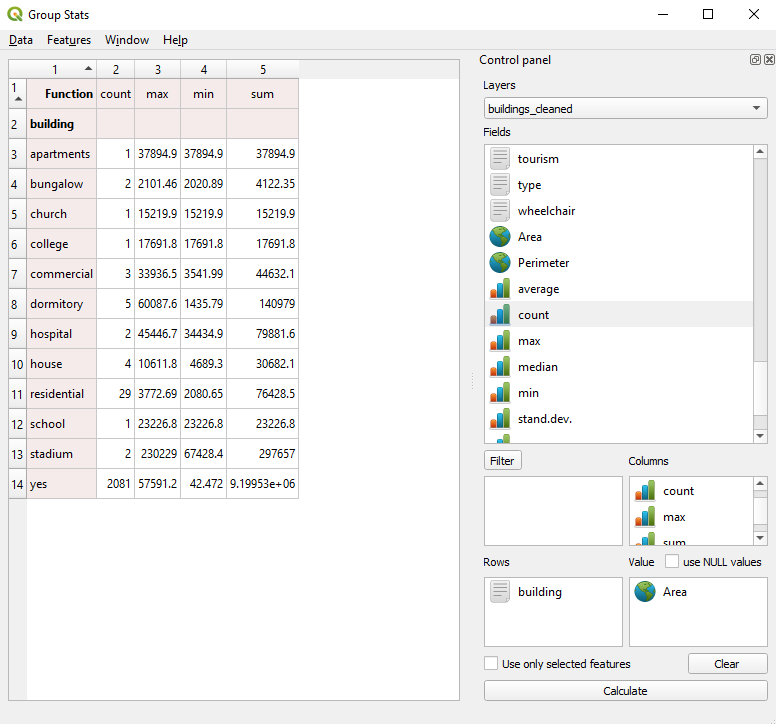 Group Stats
Data Features Window Help
1 2 3 4 5
1 Function count max min sum
2 building
3 apartments 1 37894.9 37894.9 37894.9
4 bungalow 2 2101.46 2020.89 4122.35
5 church 1 15219.9 15219.9 15219.9
6 college 1 17691.8 17691.8 17691.8
7 commercial 3 33936.5 3541.99 44632.1
8 dormitory 5 60087.6 1435.79 140979
9 hospital 2 45446.7 34434.9 79881.6
10 house 4 10611.8 4689.3 30682.1
11 residential 29 3772.69 2080.65 76428.5
12 school 1 23226.8 23226.8 23226.8
13 stadium 2 230229 67428.4 297657
14 yes 2081 57591.2 42.472 9.19953e+06
Control panel
Layers
buildings_cleaned
Fields
tourism
type
wheelchair
Area
Perimeter
average
count
max
median
min
stand.dev.
Filter
Columns
count
max
sum
Rows
building
Value use NULL values
Area
Use only selected features
Clear
Calculate